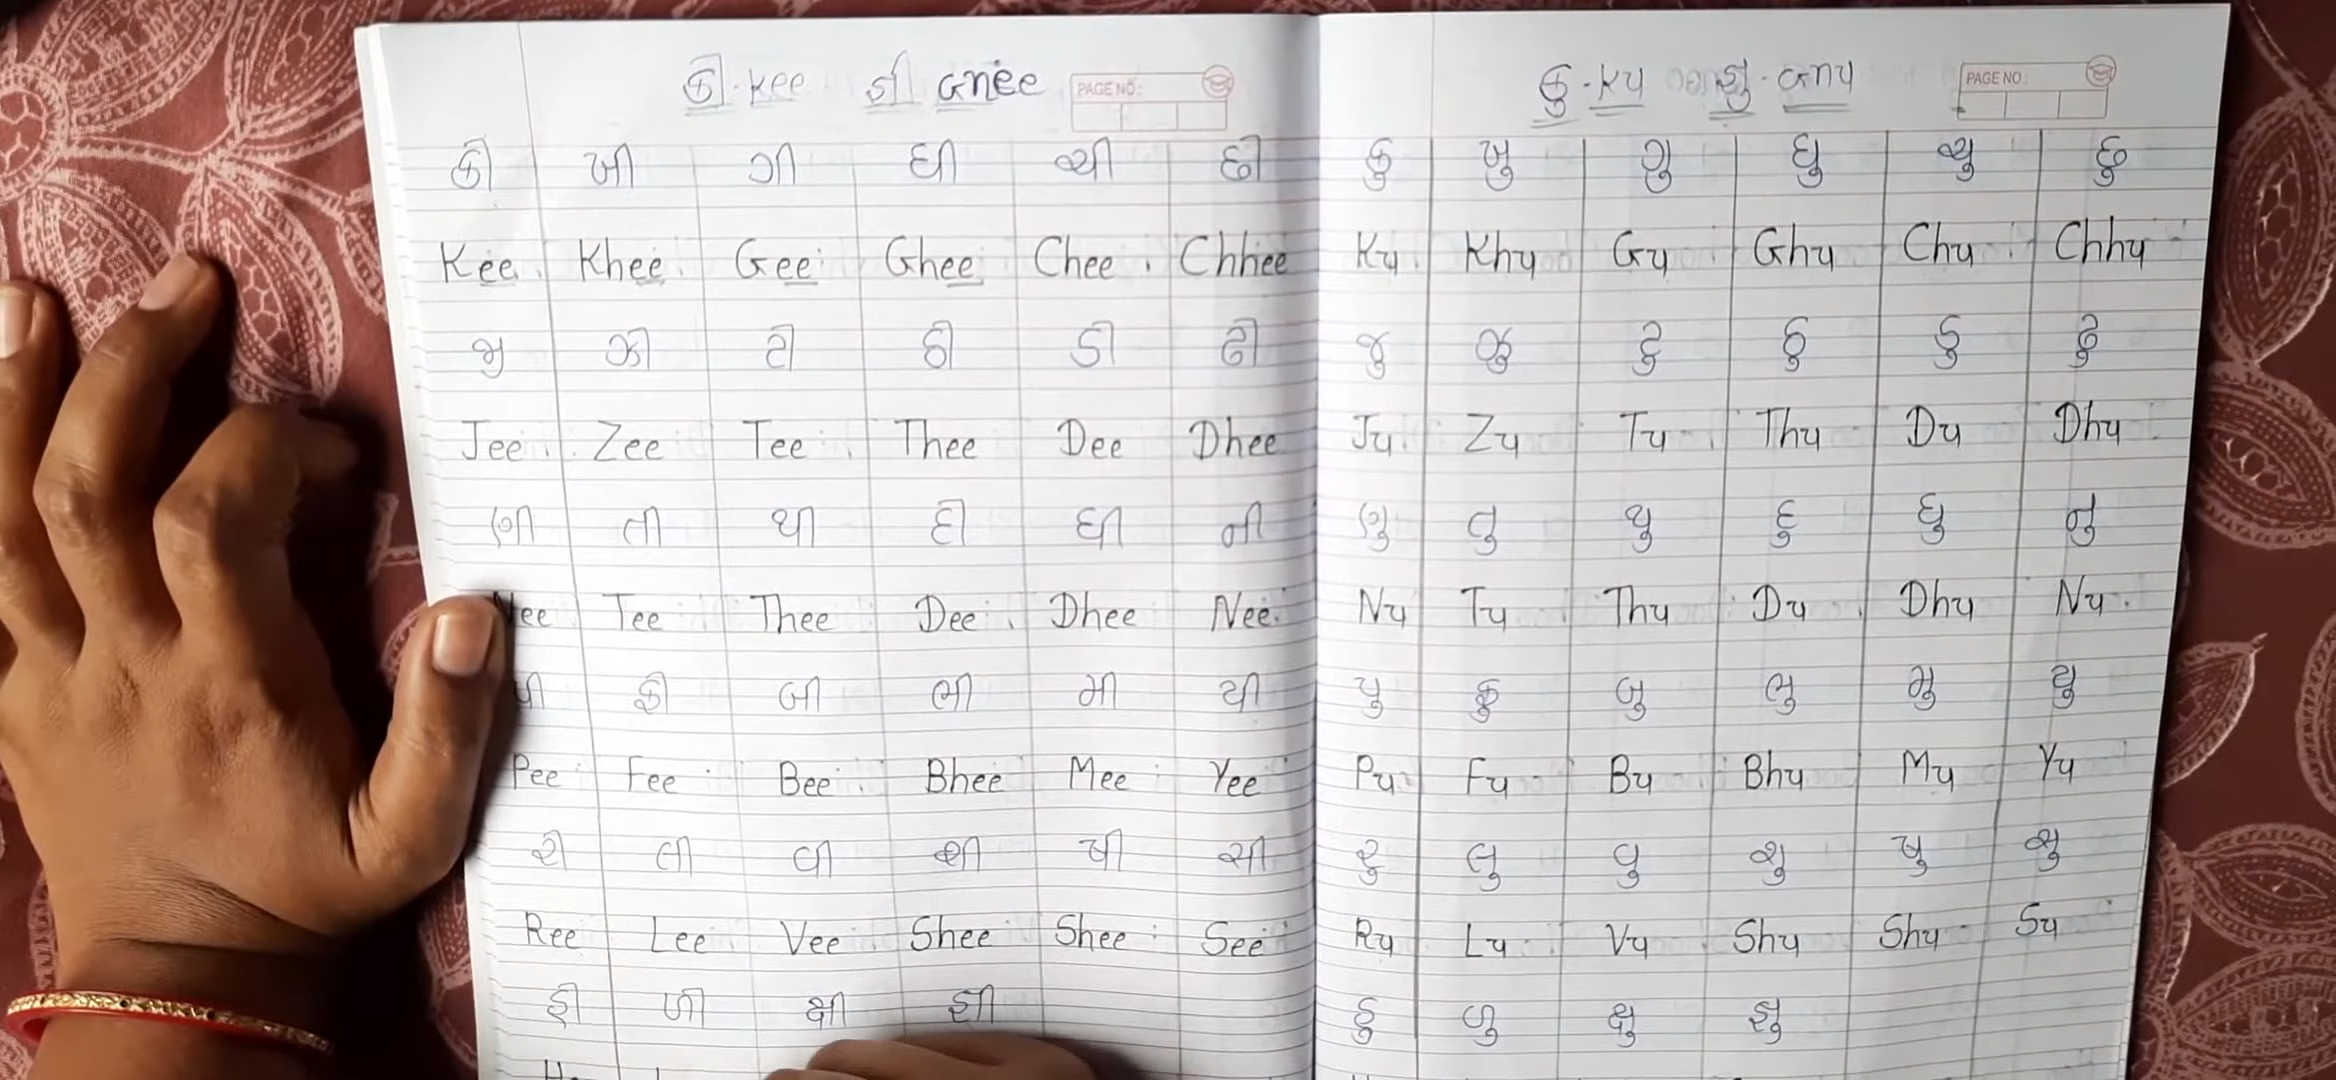 કી.Kee જ્ઞી Gnee PAGE NO.:
કી ખી ગી ઘી ચી છી
Kee Khee Gee Ghee Chee Chhee
જી ઝી ટી ઠી ડી ઢી
Jee Zee Tee Thee Dee Dhee
ણી તી થી દી ધી ની
Nee Tee Thee Dee Dhee Nee
પી ફી બી ભી મી યી
Pee Fee Bee Bhee Mee Yee
રી લી વી શી ષી સી
Ree Lee Vee Shee Shee See
હી ળી ક્ષી જ્ઞી
કુ.Ku જ્ઞુ.Gnu PAGE NO.:
કુ ખુ ગુ ઘુ ચુ છુ
Ku Khu Gu Ghu Chu Chhu
જુ ઝુ ટુ ઠુ ડુ ઢુ
Ju Zu Tu Thu Du Dhu
ણુ તુ થુ દુ ધુ નુ
Nu Tu Thu Du Dhu Nu
પુ ફુ બુ ભુ મુ યુ
Pu Fu Bu Bhu Mu Yu
રુ લુ વુ શુ ષુ સુ
Ru Lu Vu Shu Shu Su
હુ ળુ ક્ષુ જ્ઞુ